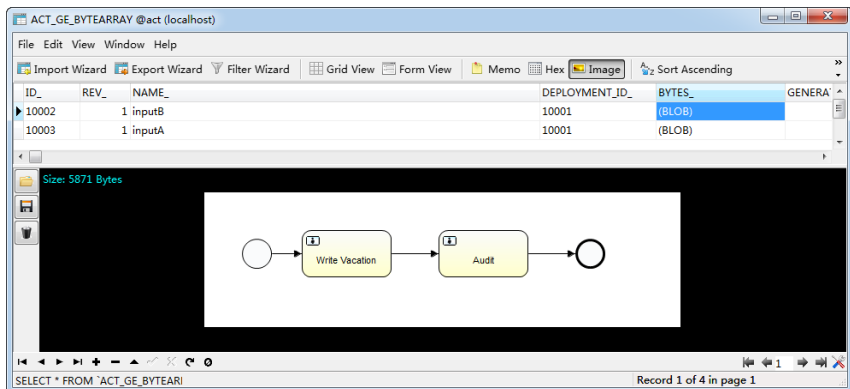 ACT_GE_BYTEARRAY @act (localhost)
File Edit View Window Help
Import Wizard Export Wizard Filter Wizard Grid View Form View Memo Hex Image Sort Ascending »
ID_ REV_ NAME_ DEPLOYMENT_ID_ BYTES_ GENERAT
10002 1 inputB 10001 (BLOB)
10003 1 inputA 10001 (BLOB)
Size: 5871 Bytes
Write Vacation Audit
1
SELECT * FROM `ACT_GE_BYTEARI Record 1 of 4 in page 1